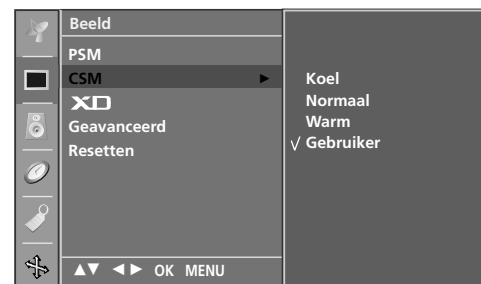 Beeld
PSM
CSM ►
XD
Geavanceerd
Resetten
Koel
Normaal
Warm
√ Gebruiker
▲▼ ◄► OK MENU